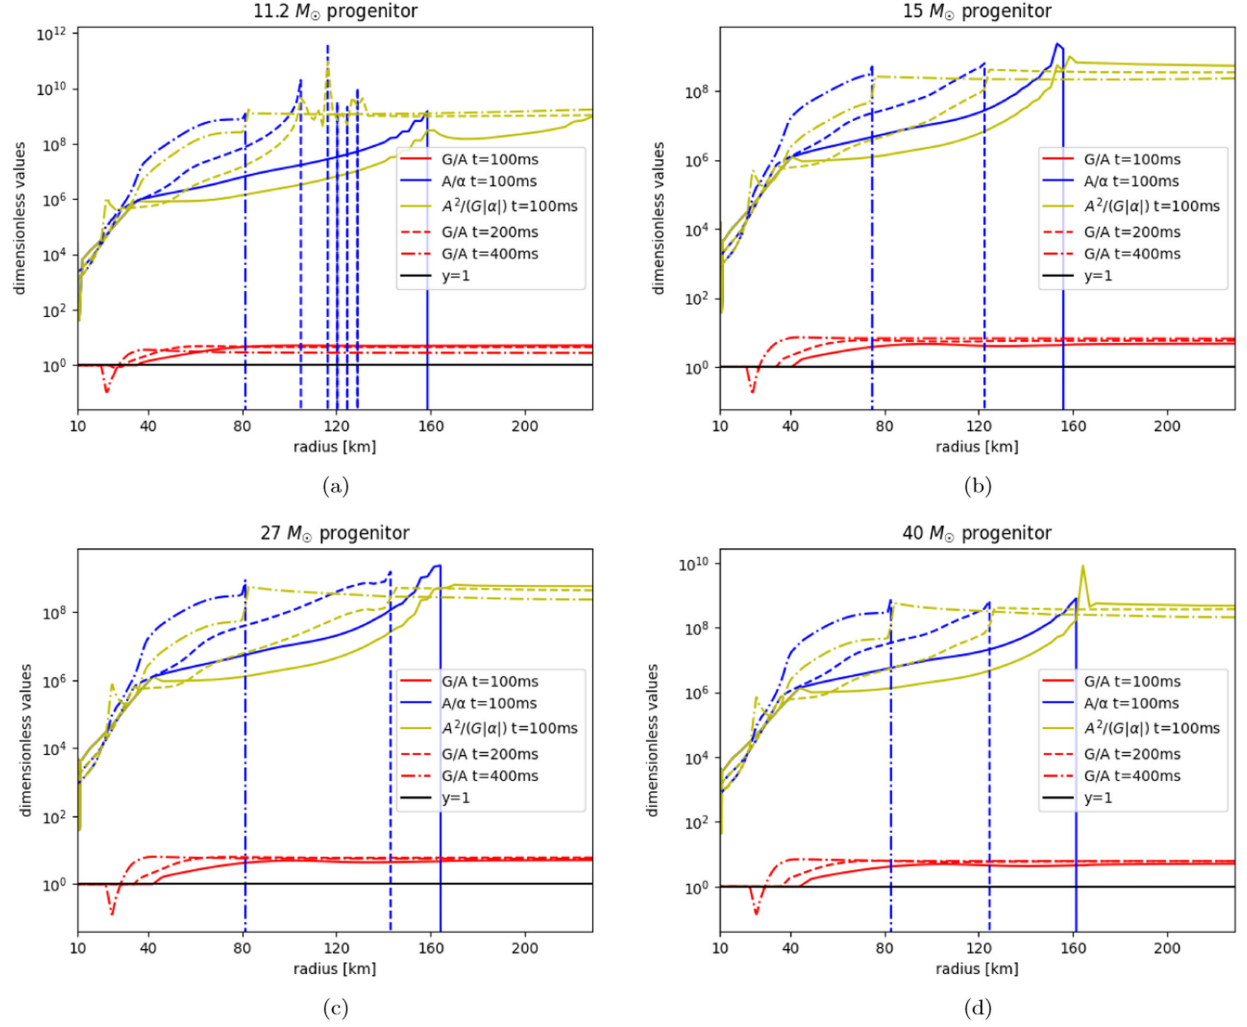 11.2 M⊙ progenitor
10¹²
10¹⁰
10⁸
10⁶
10⁴
10²
10⁰
dimensionless values
G/A t=100ms
A/α t=100ms
A²/(G|α|) t=100ms
G/A t=200ms
G/A t=400ms
y=1
10 40 80 120 160 200
radius [km]
(a)
15 M⊙ progenitor
10⁸
10⁶
10⁴
10²
10⁰
dimensionless values
G/A t=100ms
A/α t=100ms
A²/(G|α|) t=100ms
G/A t=200ms
G/A t=400ms
y=1
10 40 80 120 160 200
radius [km]
(b)
27 M⊙ progenitor
10⁸
10⁶
10⁴
10²
10⁰
dimensionless values
G/A t=100ms
A/α t=100ms
A²/(G|α|) t=100ms
G/A t=200ms
G/A t=400ms
y=1
10 40 80 120 160 200
radius [km]
(c)
40 M⊙ progenitor
10¹⁰
10⁸
10⁶
10⁴
10²
10⁰
dimensionless values
G/A t=100ms
A/α t=100ms
A²/(G|α|) t=100ms
G/A t=200ms
G/A t=400ms
y=1
10 40 80 120 160 200
radius [km]
(d)